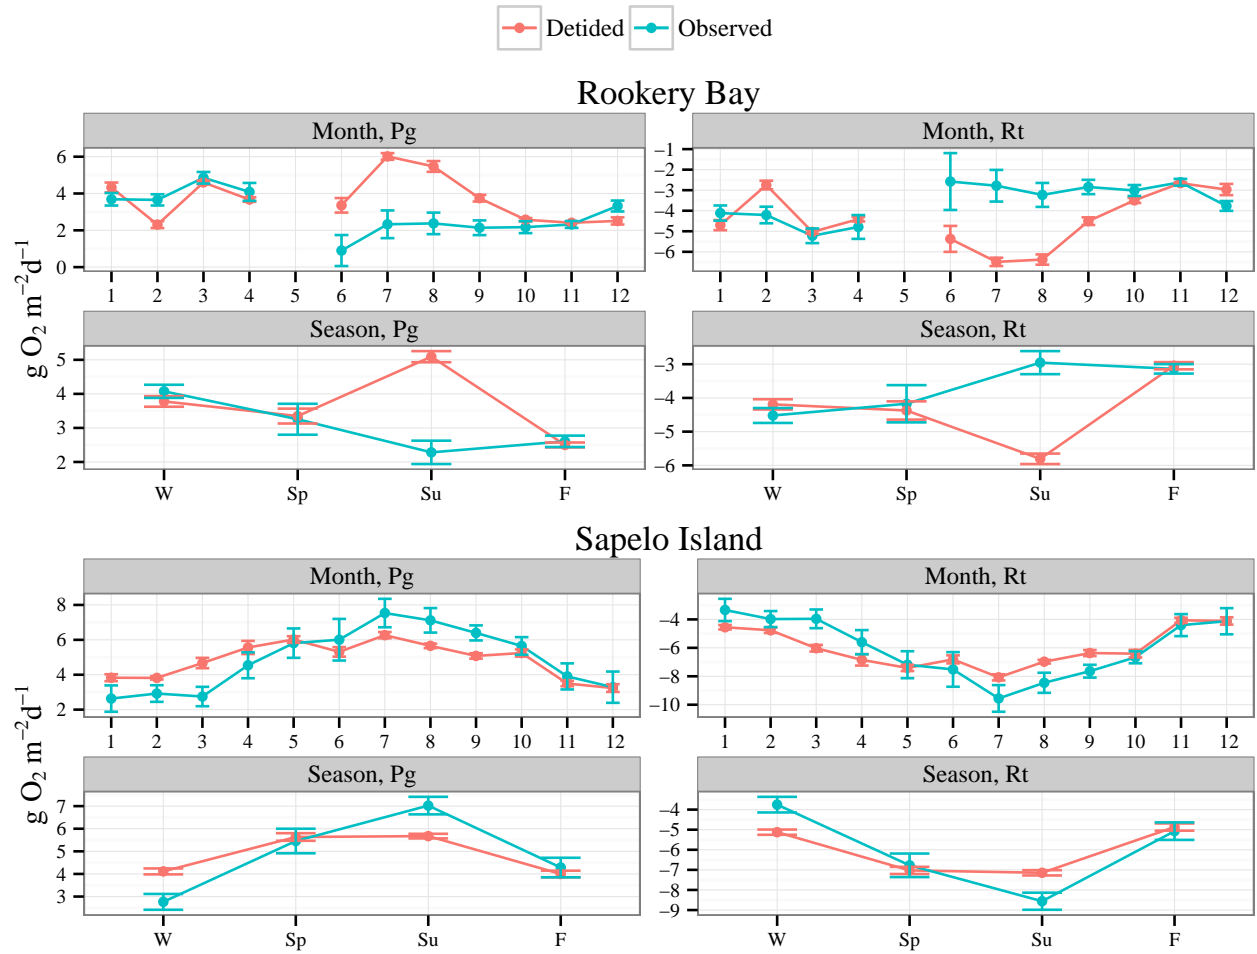 Detided Observed
Rookery Bay
Month, Pg Month, Rt
6
4
2
0
−1
−2
−3
−4
−5
−6
1 2 3 4 5 6 7 8 9 10 11 12
1 2 3 4 5 6 7 8 9 10 11 12
Season, Pg Season, Rt
5
4
3
2
−3
−4
−5
−6
W Sp Su F
W Sp Su F
g O₂ m⁻²d⁻¹
Sapelo Island
Month, Pg Month, Rt
8
6
4
2
−4
−6
−8
−10
1 2 3 4 5 6 7 8 9 10 11 12
1 2 3 4 5 6 7 8 9 10 11 12
Season, Pg Season, Rt
7
6
5
4
3
−4
−5
−6
−7
−8
−9
W Sp Su F
W Sp Su F
g O₂ m⁻²d⁻¹